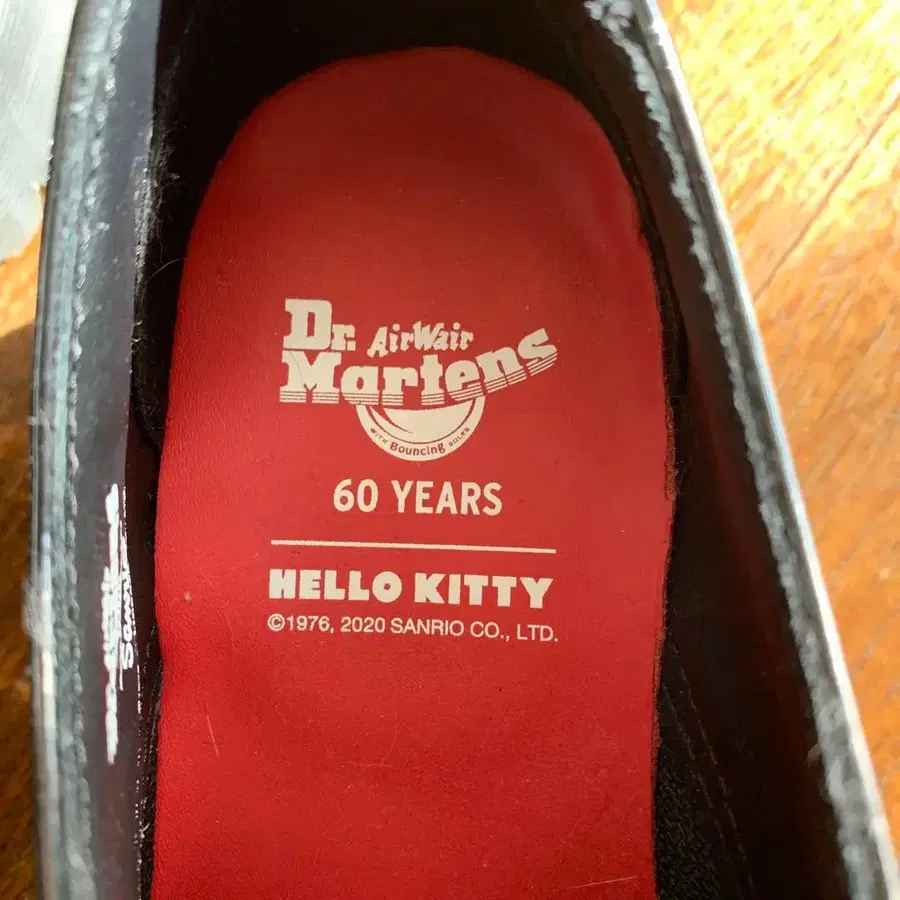 Dr. AirWair
Martens
WITH Bouncing SOLES
60 YEARS
HELLO KITTY
©1976, 2020 SANRIO CO., LTD.